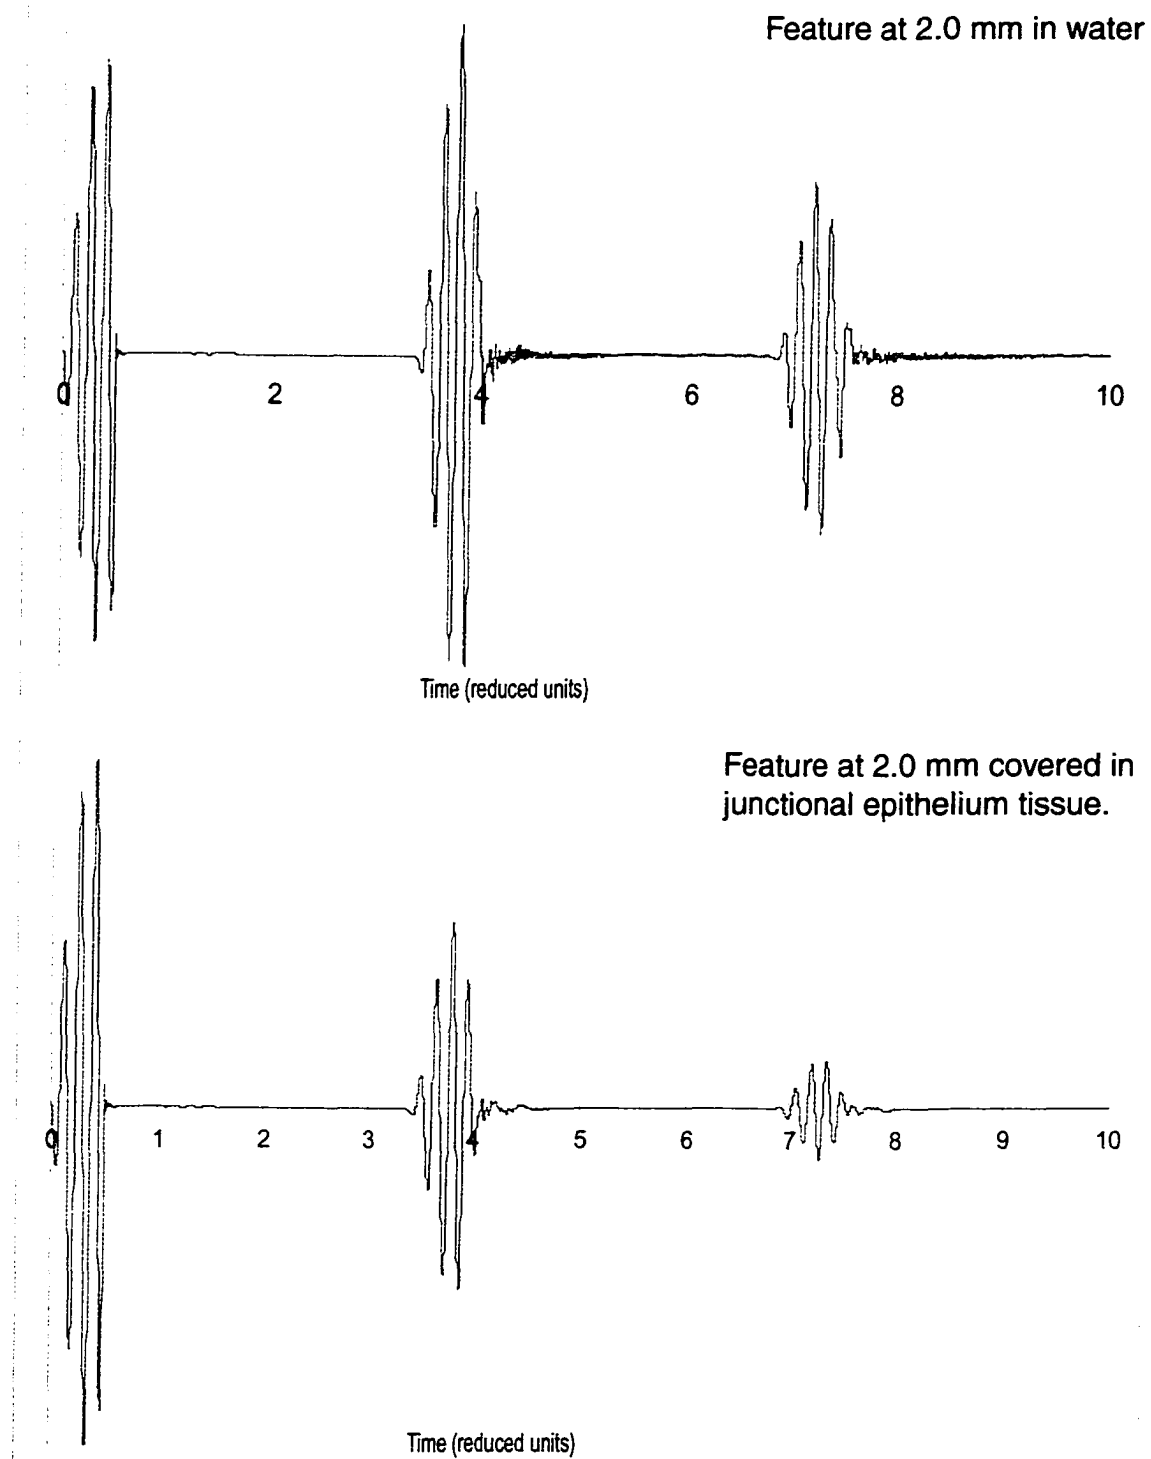 Feature at 2.0 mm in water
0 2 4 6 8 10
Time (reduced units)
Feature at 2.0 mm covered in
junctional epithelium tissue.
0 1 2 3 4 5 6 7 8 9 10
Time (reduced units)